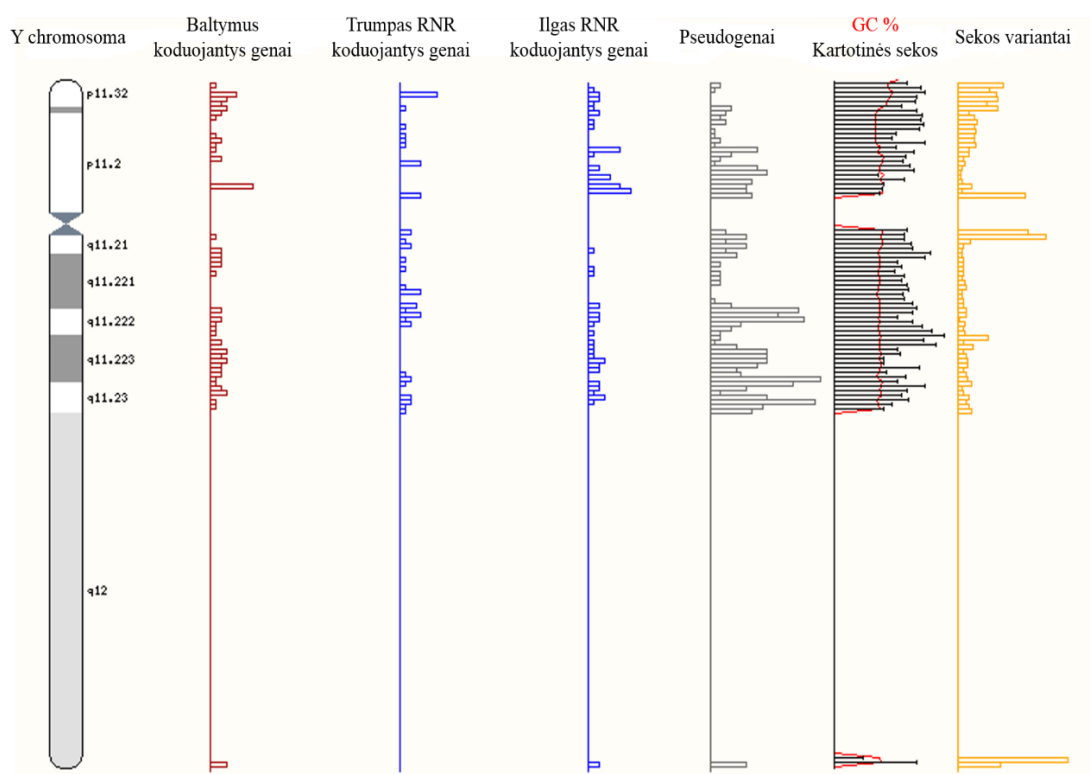 Y chromosoma
Baltymus
koduojantys genai
Trumpas RNR
koduojantys genai
Ilgas RNR
koduojantys genai
Pseudogenai
GC %
Kartotinės sekos
Sekos variantai
p11.32
p11.2
q11.21
q11.221
q11.222
q11.223
q11.23
q12